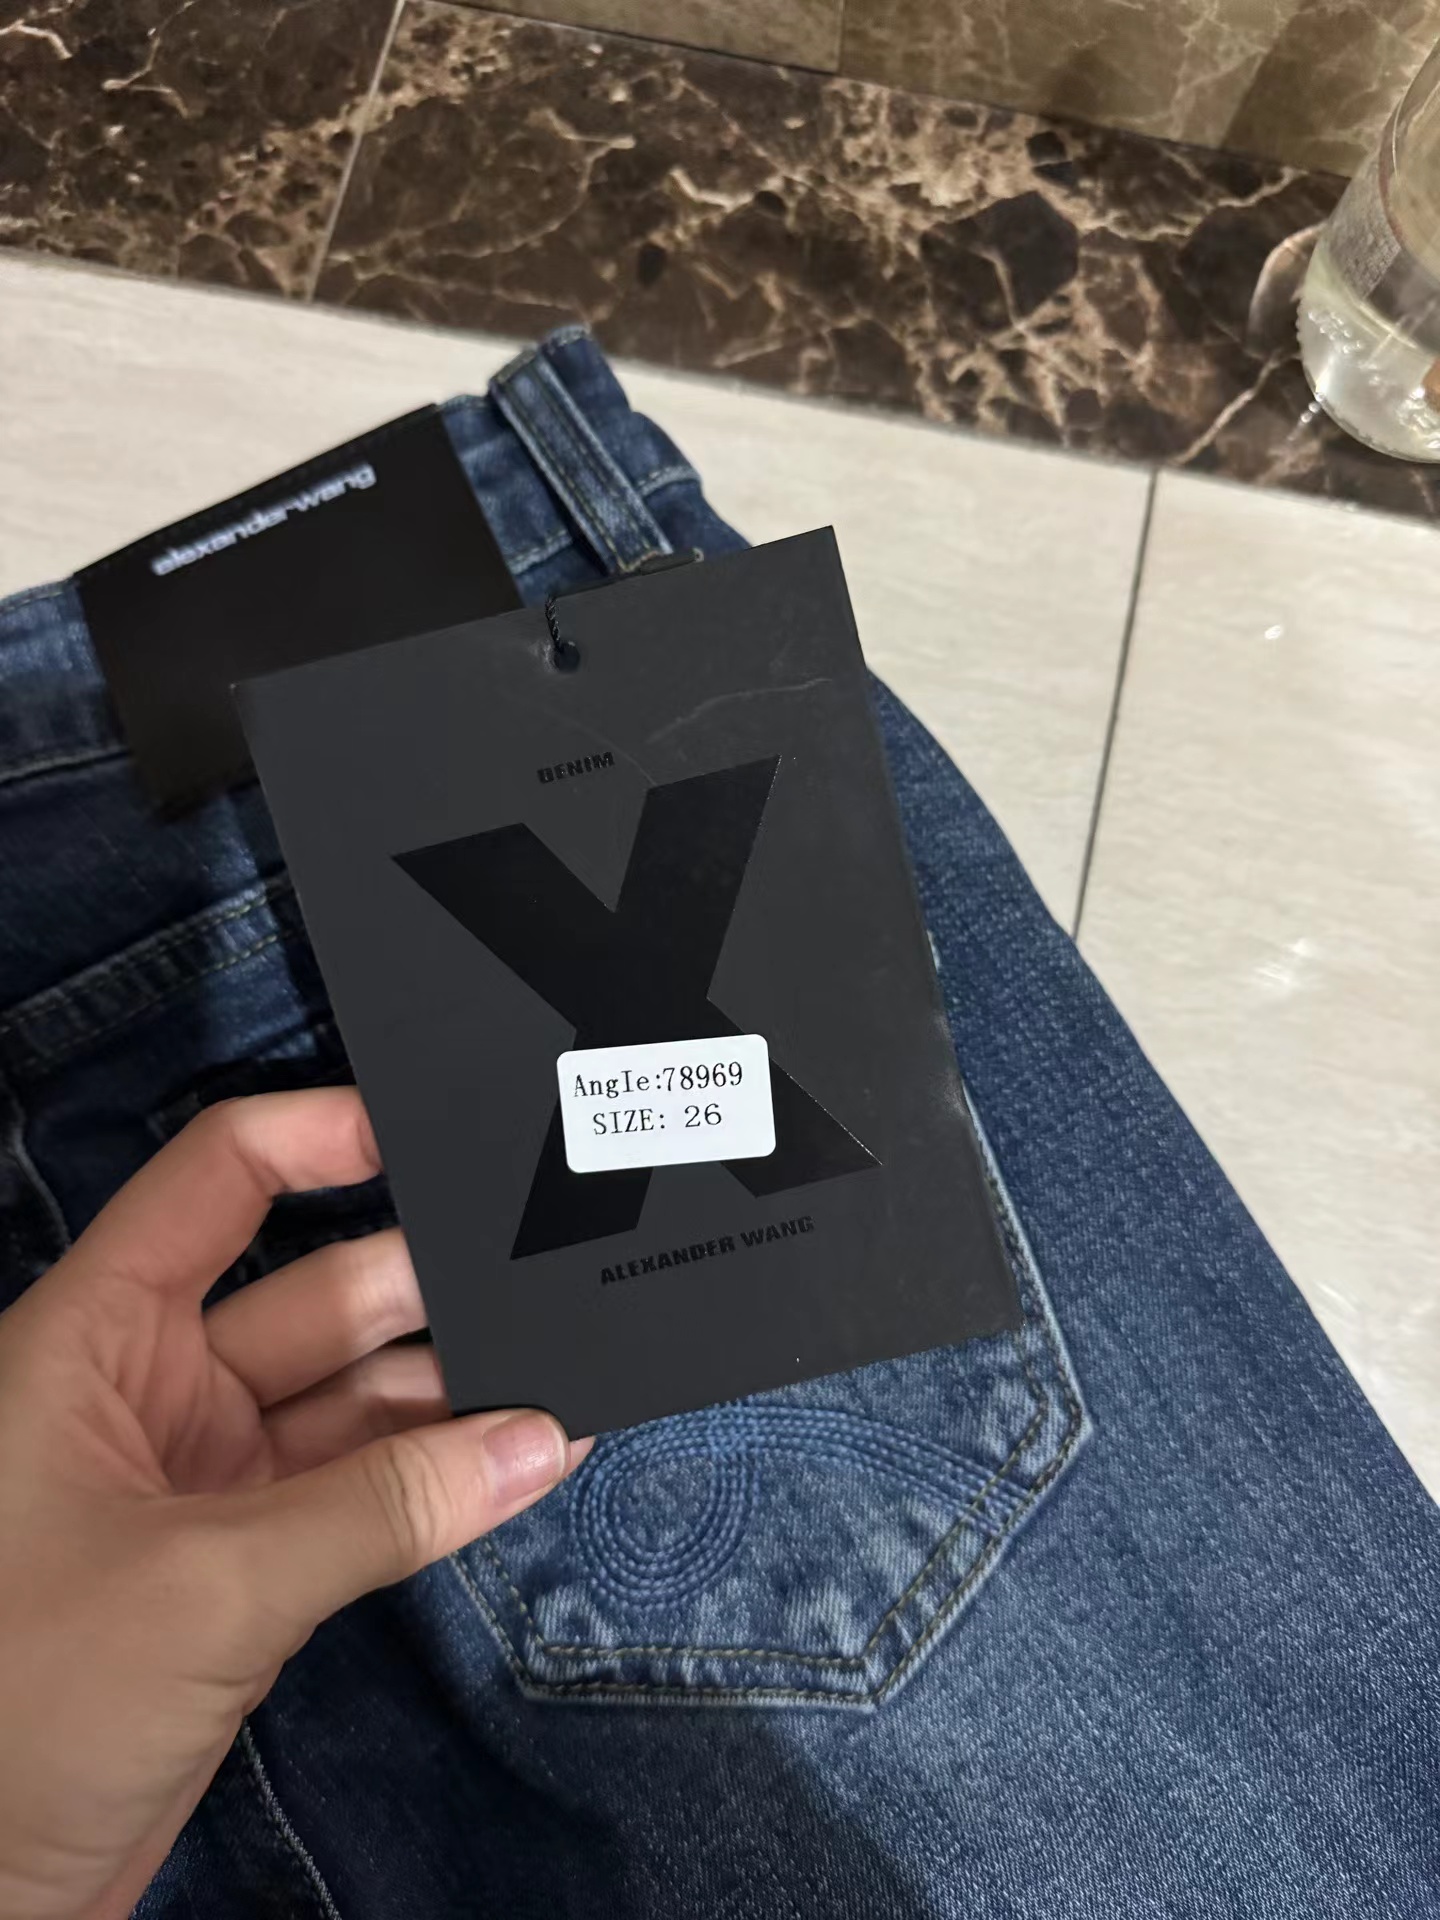 alexanderwang
DENIM
X
AngIe:78969
SIZE: 26
ALEXANDER WANG